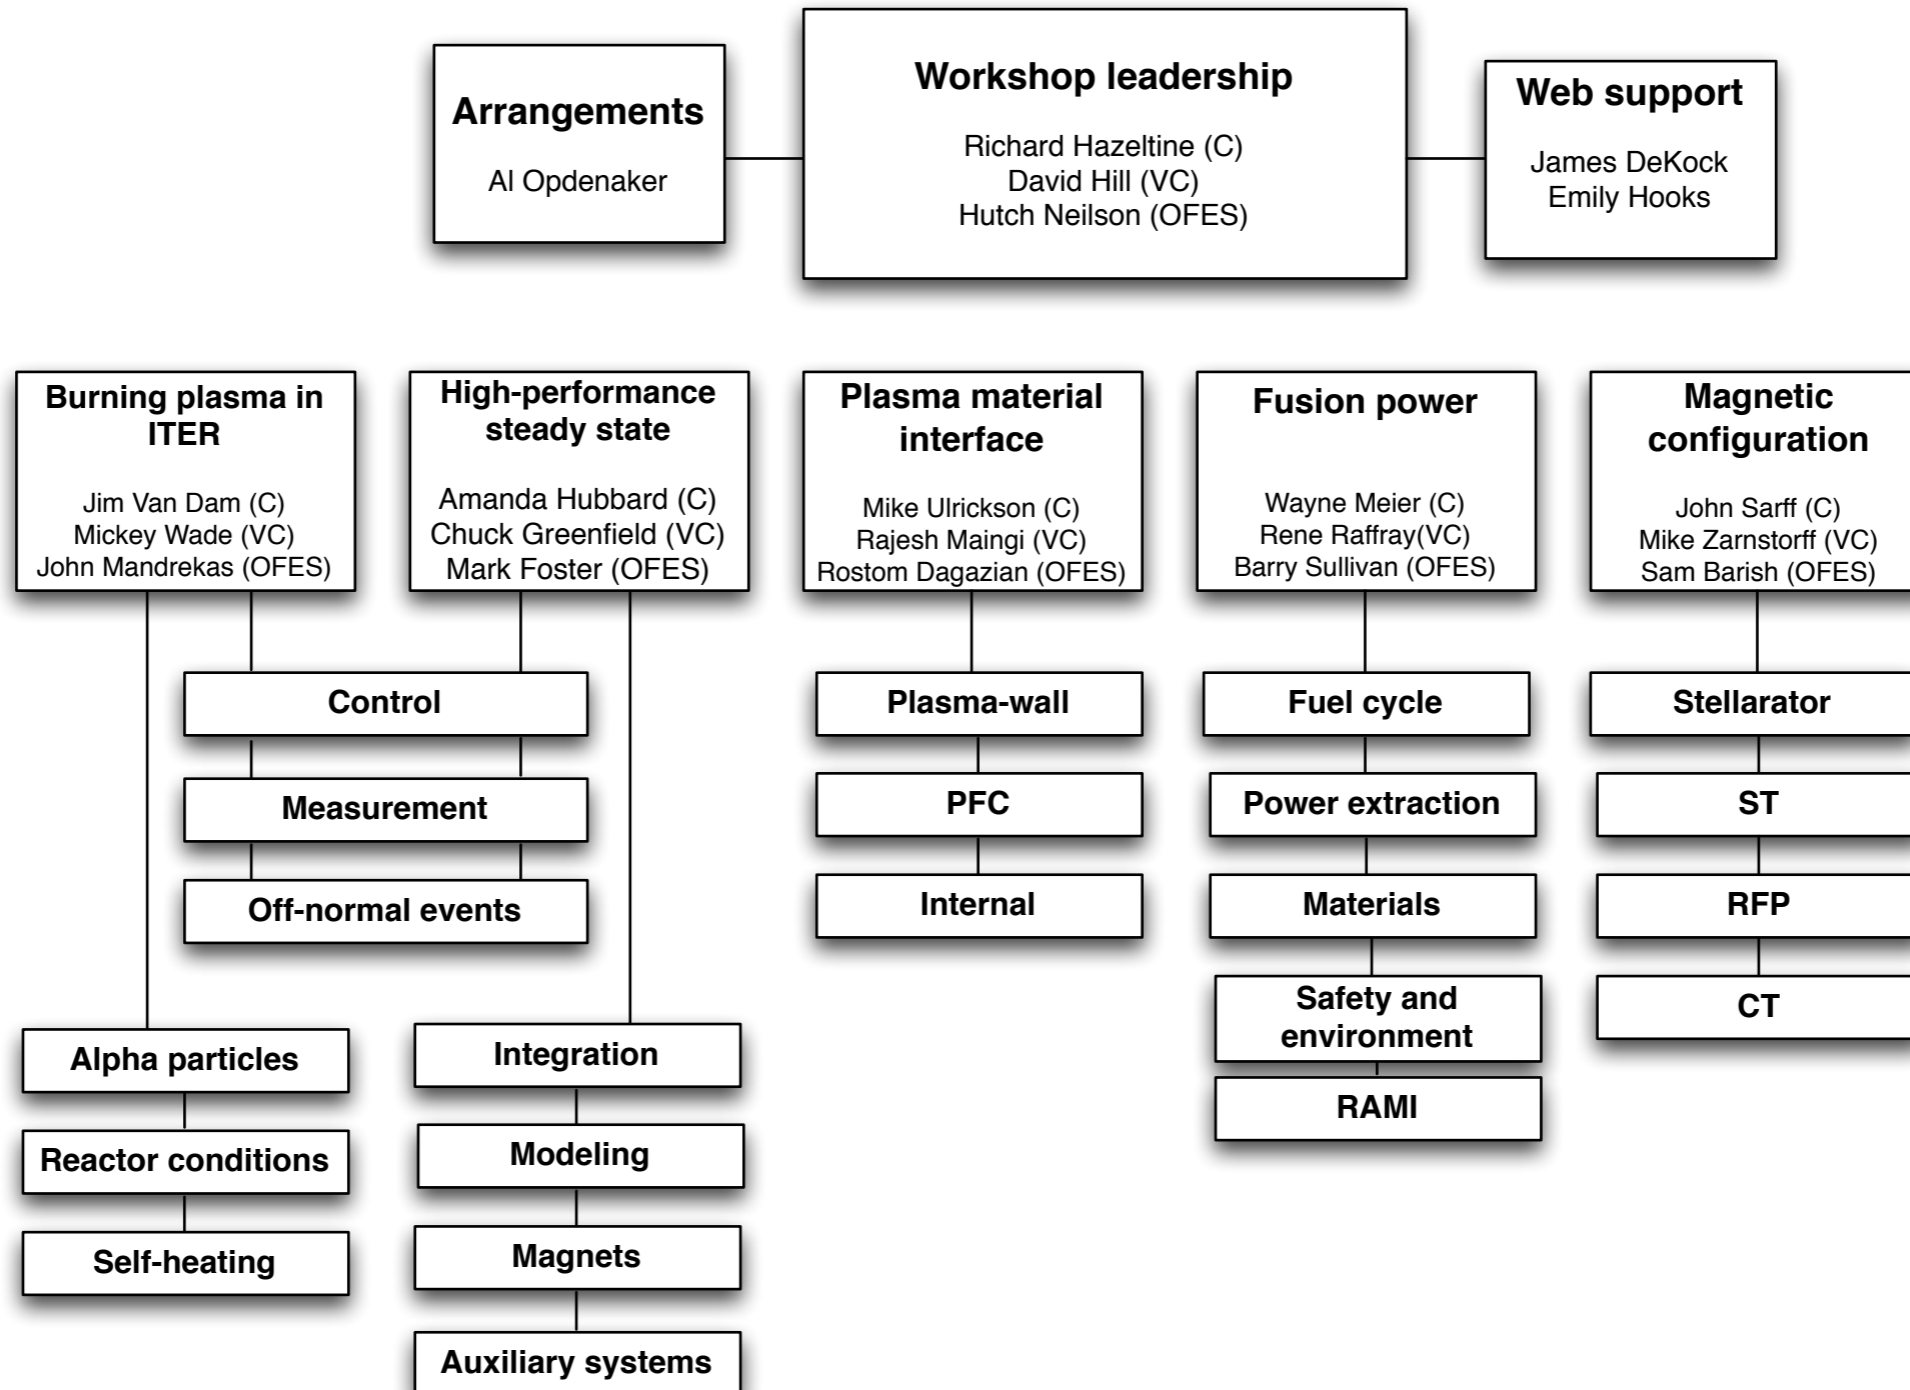 Arrangements
Al Opdenaker
Workshop leadership
Richard Hazeltine (C)
David Hill (VC)
Hutch Neilson (OFES)
Web support
James DeKock
Emily Hooks
Burning plasma in
ITER
Jim Van Dam (C)
Mickey Wade (VC)
John Mandrekas (OFES)
High-performance
steady state
Amanda Hubbard (C)
Chuck Greenfield (VC)
Mark Foster (OFES)
Plasma material
interface
Mike Ulrickson (C)
Rajesh Maingi (VC)
Rostom Dagazian (OFES)
Fusion power
Wayne Meier (C)
Rene Raffray(VC)
Barry Sullivan (OFES)
Magnetic
configuration
John Sarff (C)
Mike Zarnstorff (VC)
Sam Barish (OFES)
Control
Measurement
Off-normal events
Alpha particles
Reactor conditions
Self-heating
Integration
Modeling
Magnets
Auxiliary systems
Plasma-wall
PFC
Internal
Fuel cycle
Power extraction
Materials
Safety and
environment
RAMI
Stellarator
ST
RFP
CT